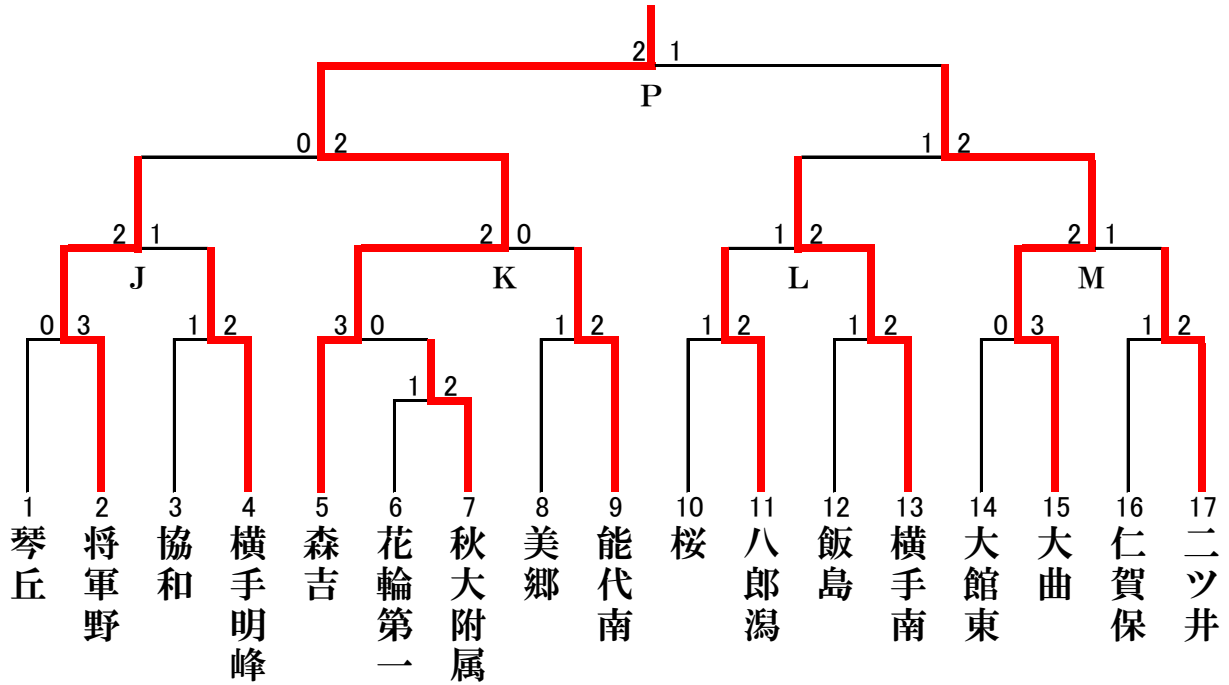 2 1
P
0 2
1 2
2 1
2 0
1 2
2 1
J
K
L
M
0 3
1 2
3 0
1 2
1 2
1 2
0 3
1 2
1 2
1
2
3
4
5
6
7
8
9
10
11
12
13
14
15
16
17
琴丘
将軍野
協和
横手明峰
森吉
花輪第一
秋大附属
美郷
能代南
桜
八郎潟
飯島
横手南
大館東
大曲
仁賀保
二ツ井